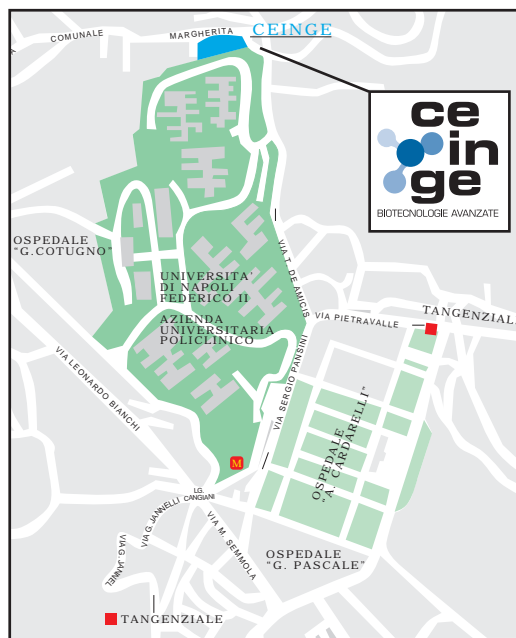 COMUNALE MARGHERITA
CEINGE
ce
in
ge
BIOTECNOLOGIE AVANZATE
OSPEDALE
"G.COTUGNO"
VIA T. DE AMICIS
UNIVERSITA'
DI NAPOLI
FEDERICO II
AZIENDA
UNIVERSITARIA
POLICLINICO
TANGENZIALE
VIA PIETRAVALLE
VIA LEONARDO BIANCHI
VIA SERGIO PANSINI
OSPEDALE
"A. CARDARELLI"
M
LG.
CANGIANI
VIA G. JANNELLI
VIA M. SEMMOLA
VIA G. JANNEL
OSPEDALE
"G. PASCALE"
TANGENZIALE